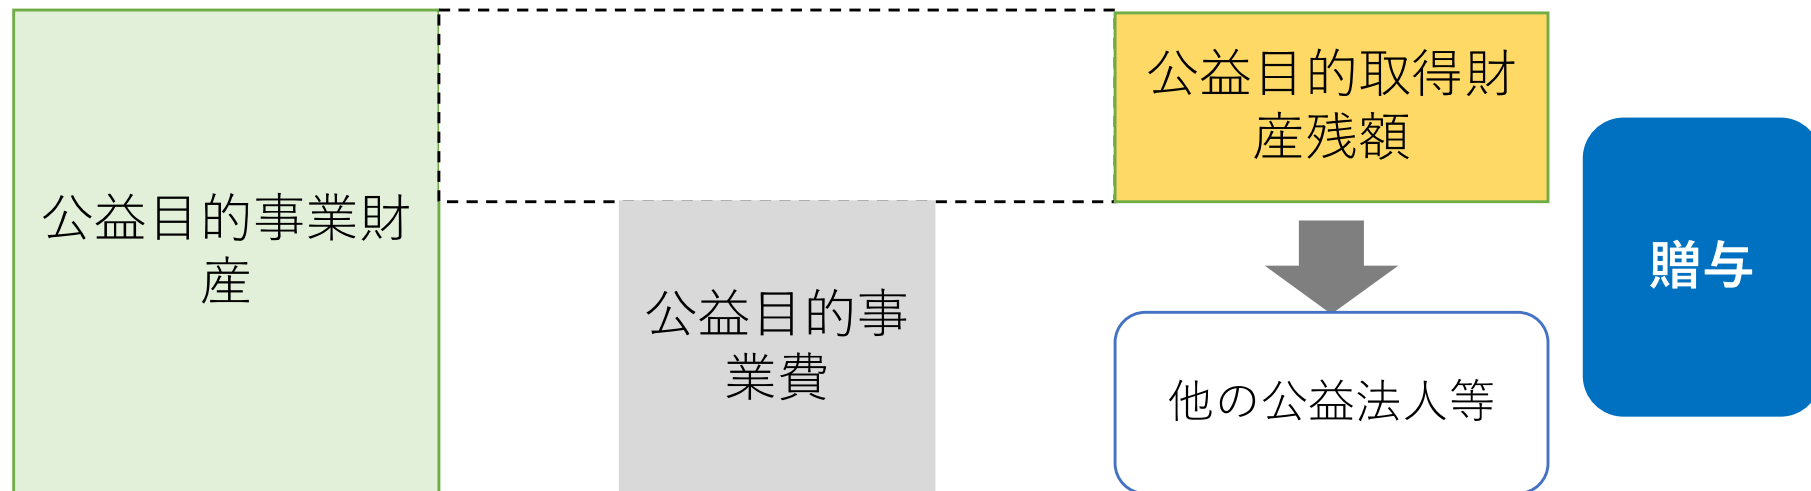 公益目的事業財
産
公益目的事
業費
公益目的取得財
産残額
他の公益法人等
贈与